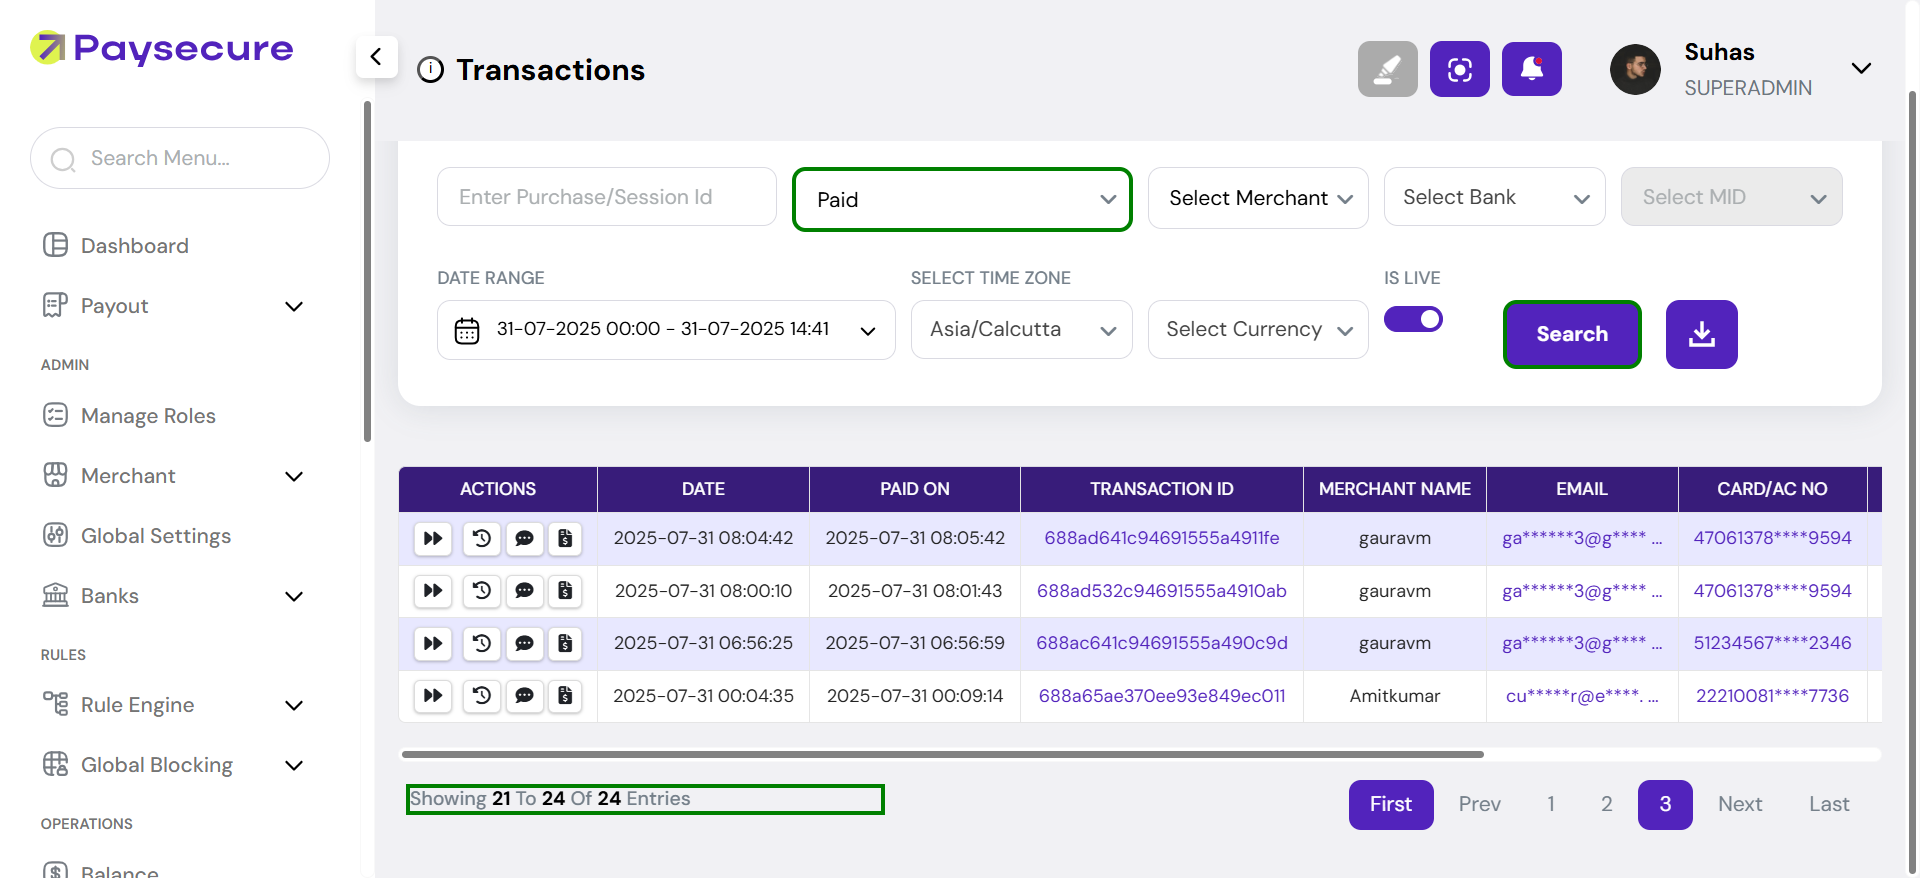 Paysecure
Search Menu...
Dashboard
Payout
ADMIN
Manage Roles
Merchant
Global Settings
Banks
RULES
Rule Engine
Global Blocking
OPERATIONS
Balance
Transactions
Suhas
SUPERADMIN
Enter Purchase/Session Id
Paid
Select Merchant
Select Bank
Select MID
DATE RANGE
SELECT TIME ZONE
IS LIVE
31-07-2025 00:00 - 31-07-2025 14:41
Asia/Calcutta
Select Currency
Search
ACTIONS DATE PAID ON TRANSACTION ID MERCHANT NAME EMAIL CARD/AC NO
2025-07-31 08:04:42 2025-07-31 08:05:42 688ad641c94691555a4911fe gauravm ga******3@g**** ... 47061378****9594
2025-07-31 08:00:10 2025-07-31 08:01:43 688ad532c94691555a4910ab gauravm ga******3@g**** ... 47061378****9594
2025-07-31 06:56:25 2025-07-31 06:56:59 688ac641c94691555a490c9d gauravm ga******3@g**** ... 51234567****2346
2025-07-31 00:04:35 2025-07-31 00:09:14 688a65ae370ee93e849ec011 Amitkumar cu*****r@e****. ... 22210081****7736
Showing 21 To 24 Of 24 Entries
First Prev 1 2 3 Next Last